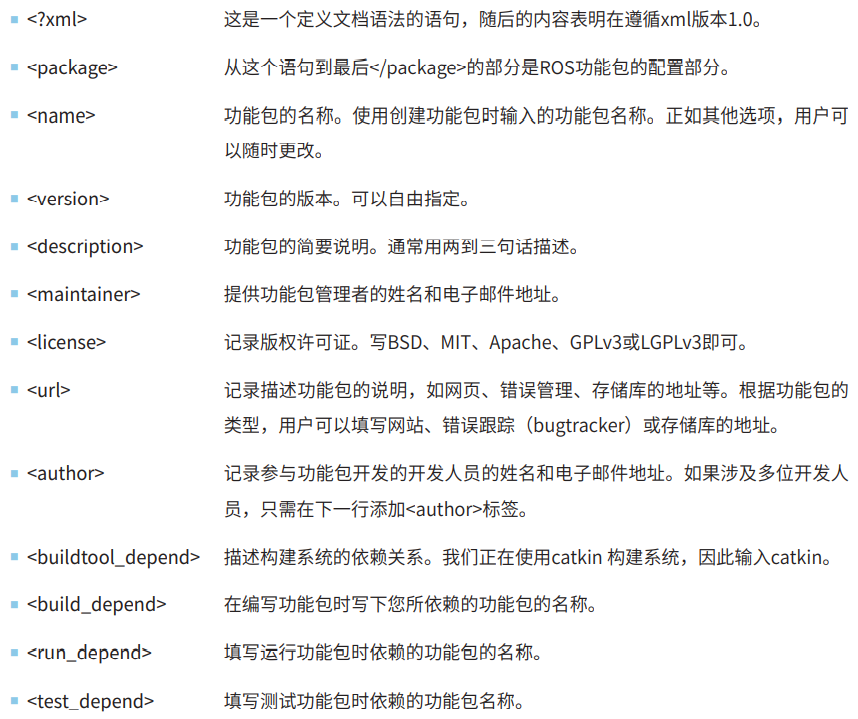 <?xml> 这是一个定义文档语法的语句，随后的内容表明在遵循xml版本1.0。
<package> 从这个语句到最后</package>的部分是ROS功能包的配置部分。
<name> 功能包的名称。使用创建功能包时输入的功能包名称。正如其他选项，用户可
以随时更改。
<version> 功能包的版本。可以自由指定。
<description> 功能包的简要说明。通常用两到三句话描述。
<maintainer> 提供功能包管理者的姓名和电子邮件地址。
<license> 记录版权许可证。写BSD、MIT、Apache、GPLv3或LGPLv3即可。
<url> 记录描述功能包的说明，如网页、错误管理、存储库的地址等。根据功能包的
类型，用户可以填写网站、错误跟踪（bugtracker）或存储库的地址。
<author> 记录参与功能包开发的开发人员的姓名和电子邮件地址。如果涉及多位开发人
员，只需在下一行添加<author>标签。
<buildtool_depend> 描述构建系统的依赖关系。我们正在使用catkin 构建系统，因此输入catkin。
<build_depend> 在编写功能包时写下您所依赖的功能包的名称。
<run_depend> 填写运行功能包时依赖的功能包的名称。
<test_depend> 填写测试功能包时依赖的功能包名称。